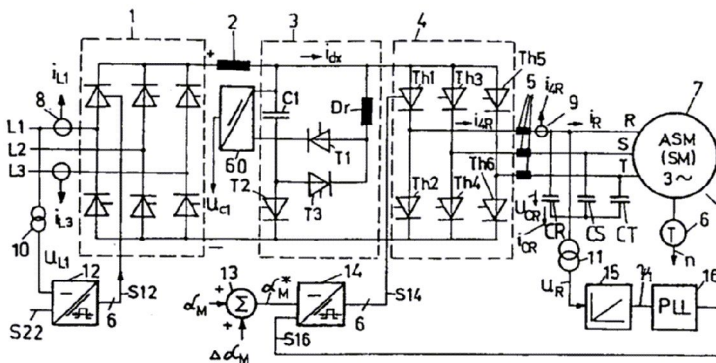 1
2
3
4
+
i_dx
Th1
Th3
Th5
5
i_4R
9
7
i_L1
8
L1
L2
L3
i_L3
10
u_L1
C1
Dr
60
T1
T2
T3
u_c1
i_4R
i_R
R
S
T
ASM
(SM)
3~
Th2
Th4
Th6
u_CR
i_CR
CR
CS
CT
11
6
T
n
−
12
−
6
S12
S22
13
Σ
α_M
+
+
Δα_M
α_M*
14
−
6
S14
S16
u_R
15
PLL
16